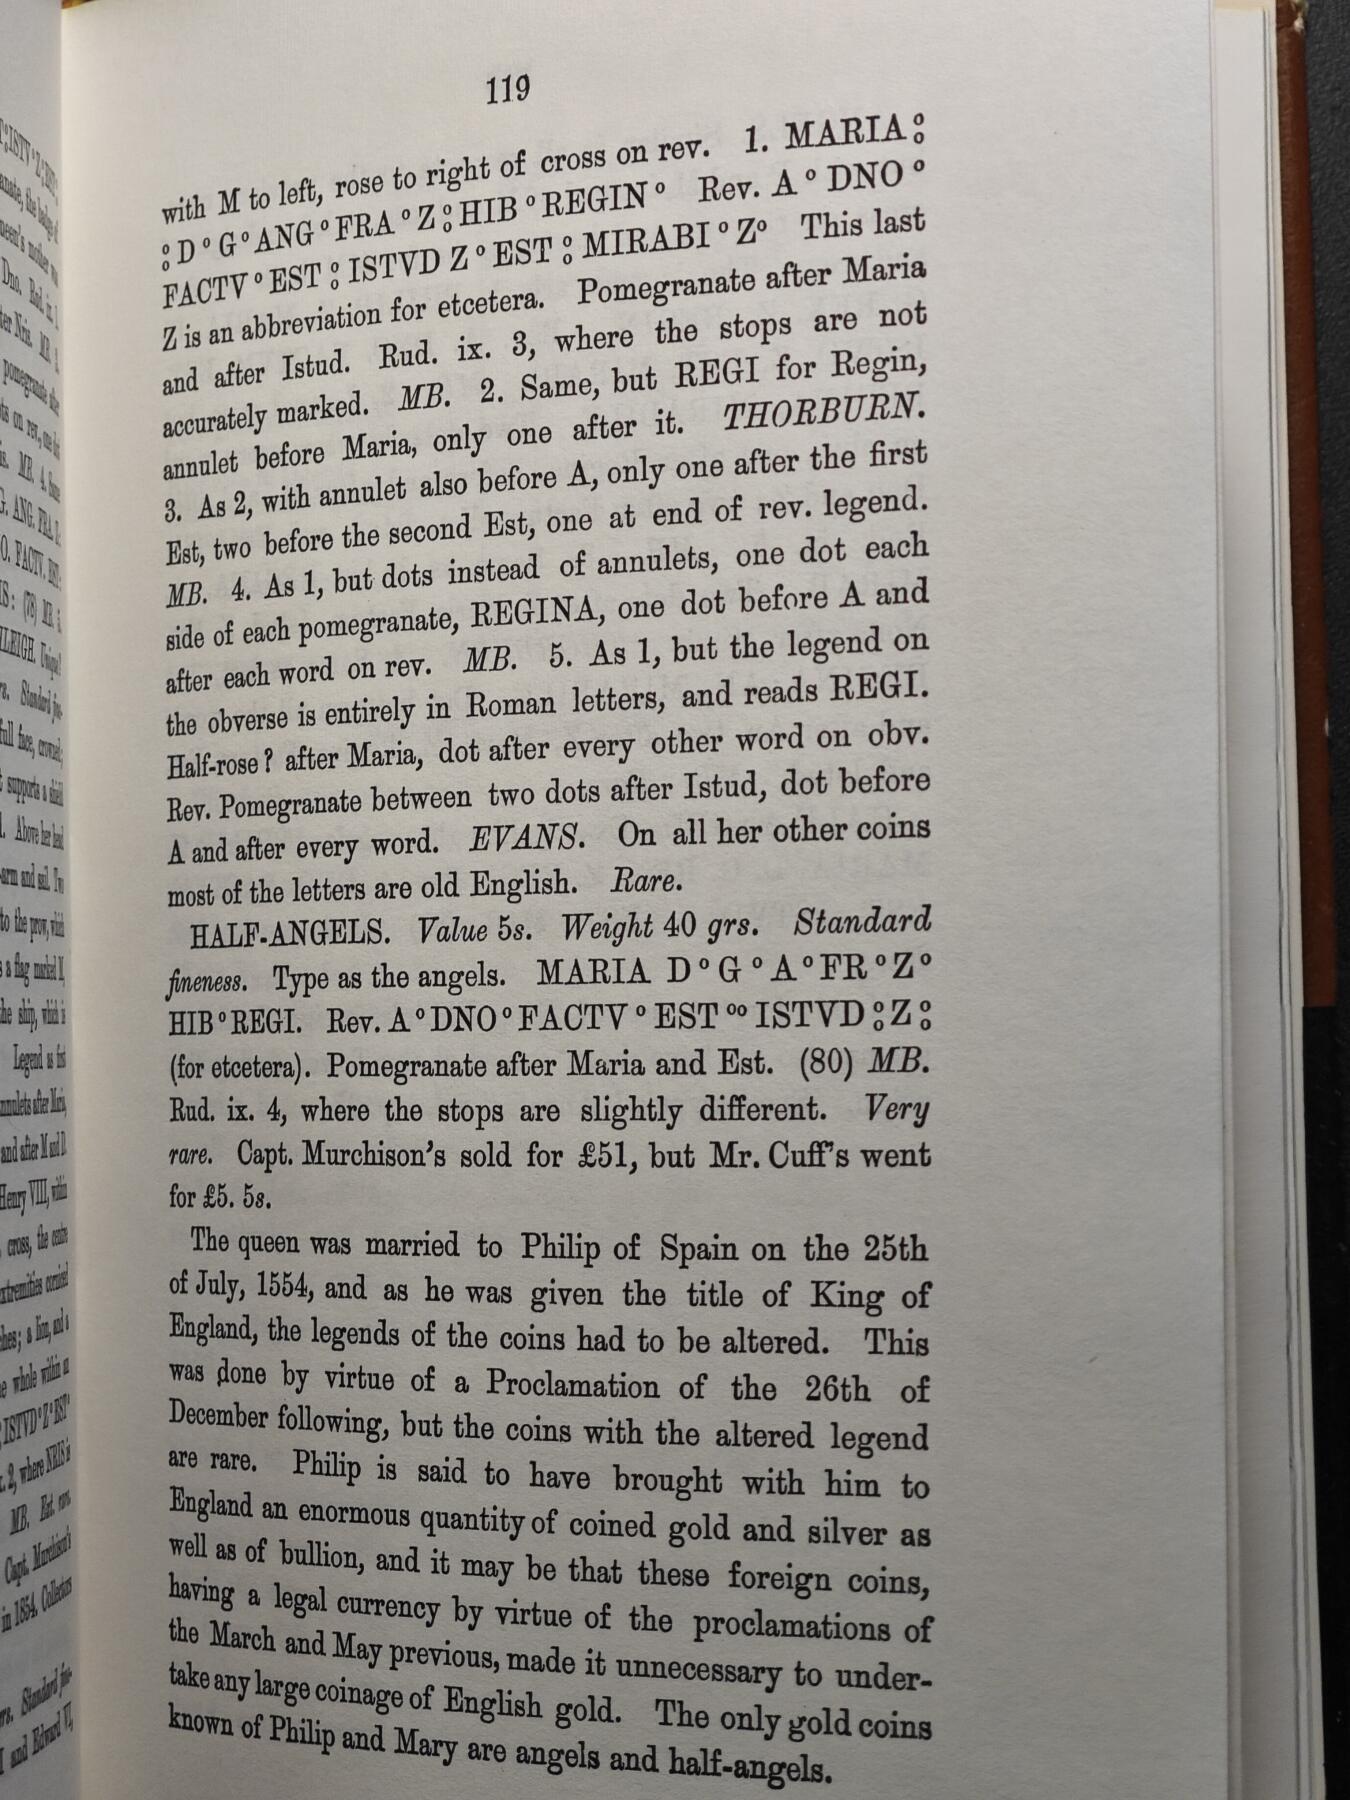 119
with M to left, rose to right of cross on rev. 1. MARIA⸰⸰
⸰⸰D ° G ° ANG ° FRA ° Z ⸰⸰ HIB ° REGIN ° Rev. A ° DNO °
FACTV ° EST ⸰⸰ ISTVD Z ° EST ⸰⸰ MIRABI ° Z° This last
Z is an abbreviation for etcetera. Pomegranate after Maria
and after Istud. Rud. ix. 3, where the stops are not
accurately marked. MB. 2. Same, but REGI for Regin,
annulet before Maria, only one after it. THORBURN.
3. As 2, with annulet also before A, only one after the first
Est, two before the second Est, one at end of rev. legend.
MB. 4. As 1, but dots instead of annulets, one dot each
side of each pomegranate, REGINA, one dot before A and
after each word on rev. MB. 5. As 1, but the legend on
the obverse is entirely in Roman letters, and reads REGI.
Half-rose? after Maria, dot after every other word on obv.
Rev. Pomegranate between two dots after Istud, dot before
A and after every word. EVANS. On all her other coins
most of the letters are old English. Rare.
HALF-ANGELS. Value 5s. Weight 40 grs. Standard
fineness. Type as the angels. MARIA D ° G ° A ° FR ° Z°
HIB ° REGI. Rev. A ° DNO ° FACTV ° EST °° ISTVD ⸰⸰ Z ⸰⸰
(for etcetera). Pomegranate after Maria and Est. (80) MB.
Rud. ix. 4, where the stops are slightly different. Very
rare. Capt. Murchison's sold for £51, but Mr. Cuff's went
for £5. 5s.
The queen was married to Philip of Spain on the 25th
of July, 1554, and as he was given the title of King of
England, the legends of the coins had to be altered. This
was done by virtue of a Proclamation of the 26th of
December following, but the coins with the altered legend
are rare. Philip is said to have brought with him to
England an enormous quantity of coined gold and silver as
well as of bullion, and it may be that these foreign coins,
having a legal currency by virtue of the proclamations of
the March and May previous, made it unnecessary to under-
take any large coinage of English gold. The only gold coins
known of Philip and Mary are angels and half-angels.